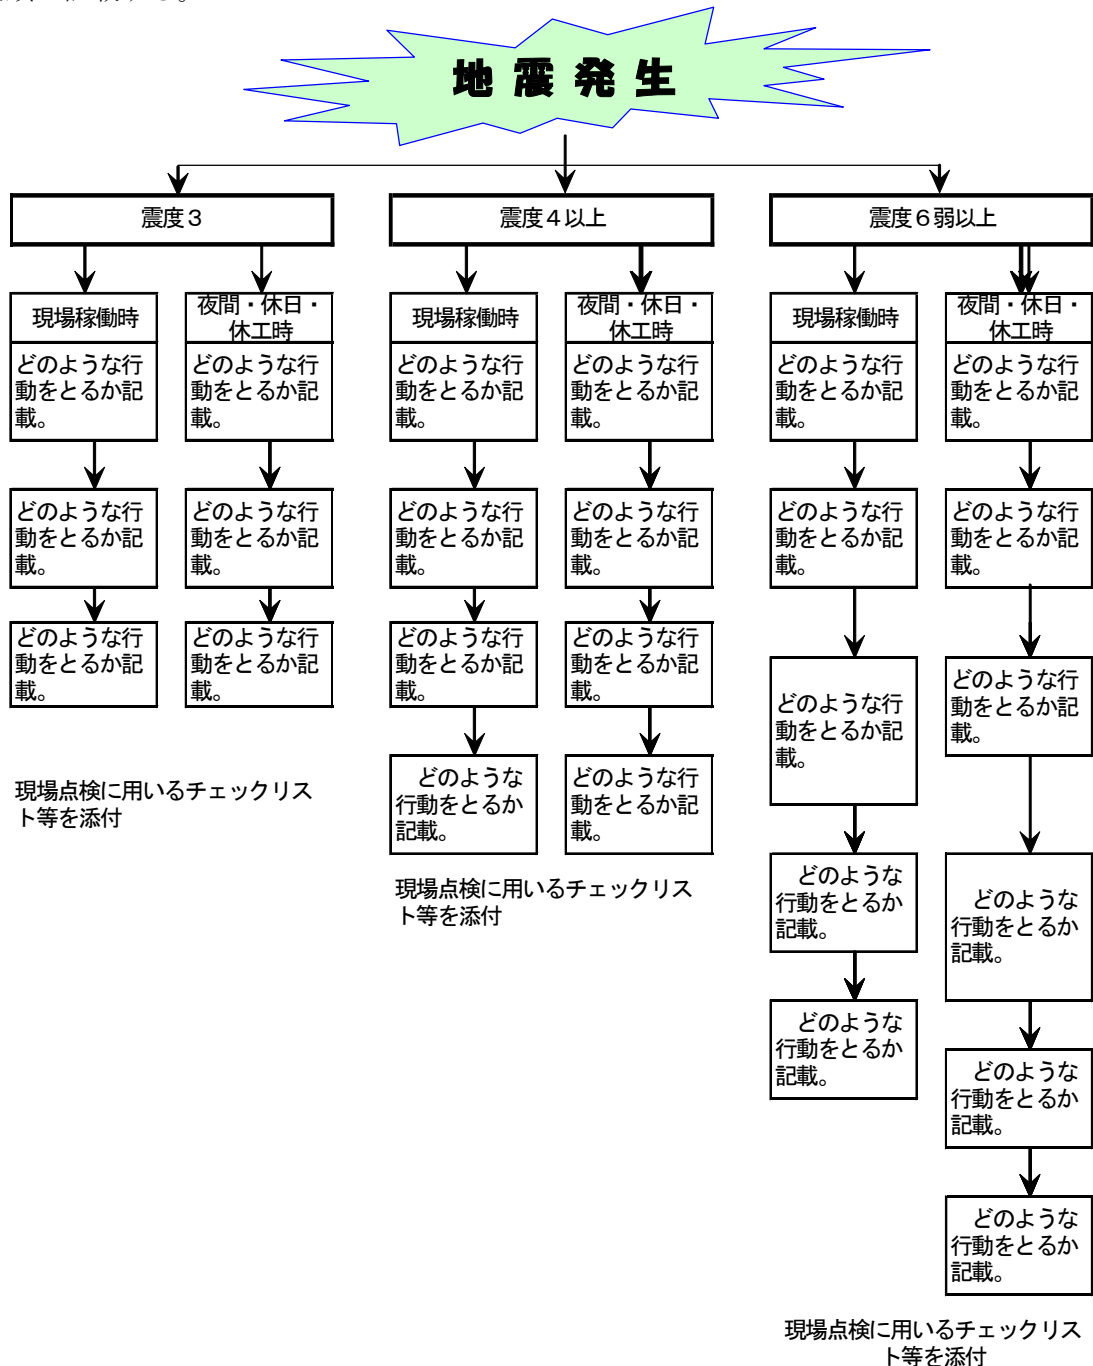 地震発生
震度３
現場稼働時
どのような行
動をとるか記
載。
どのような行
動をとるか記
載。
どのような行
動をとるか記
載。
夜間・休日・
休工時
どのような行
動をとるか記
載。
どのような行
動をとるか記
載。
どのような行
動をとるか記
載。
現場点検に用いるチェックリス
ト等を添付
震度４以上
現場稼働時
どのような行
動をとるか記
載。
どのような行
動をとるか記
載。
どのような行
動をとるか記
載。
どのような
行動をとるか
記載。
夜間・休日・
休工時
どのような行
動をとるか記
載。
どのような行
動をとるか記
載。
どのような行
動をとるか記
載。
どのような行
動をとるか記
載。
現場点検に用いるチェックリス
ト等を添付
震度６弱以上
現場稼働時
どのような行
動をとるか記
載。
どのような行
動をとるか記
載。
どのような行
動をとるか記
載。
どのような
行動をとるか
記載。
どのような
行動をとるか
記載。
夜間・休日・
休工時
どのような行
動をとるか記
載。
どのような行
動をとるか記
載。
どのような行
動をとるか記
載。
どのような
行動をとるか
記載。
どのような
行動をとるか
記載。
どのような
行動をとるか
記載。
現場点検に用いるチェックリス
ト等を添付